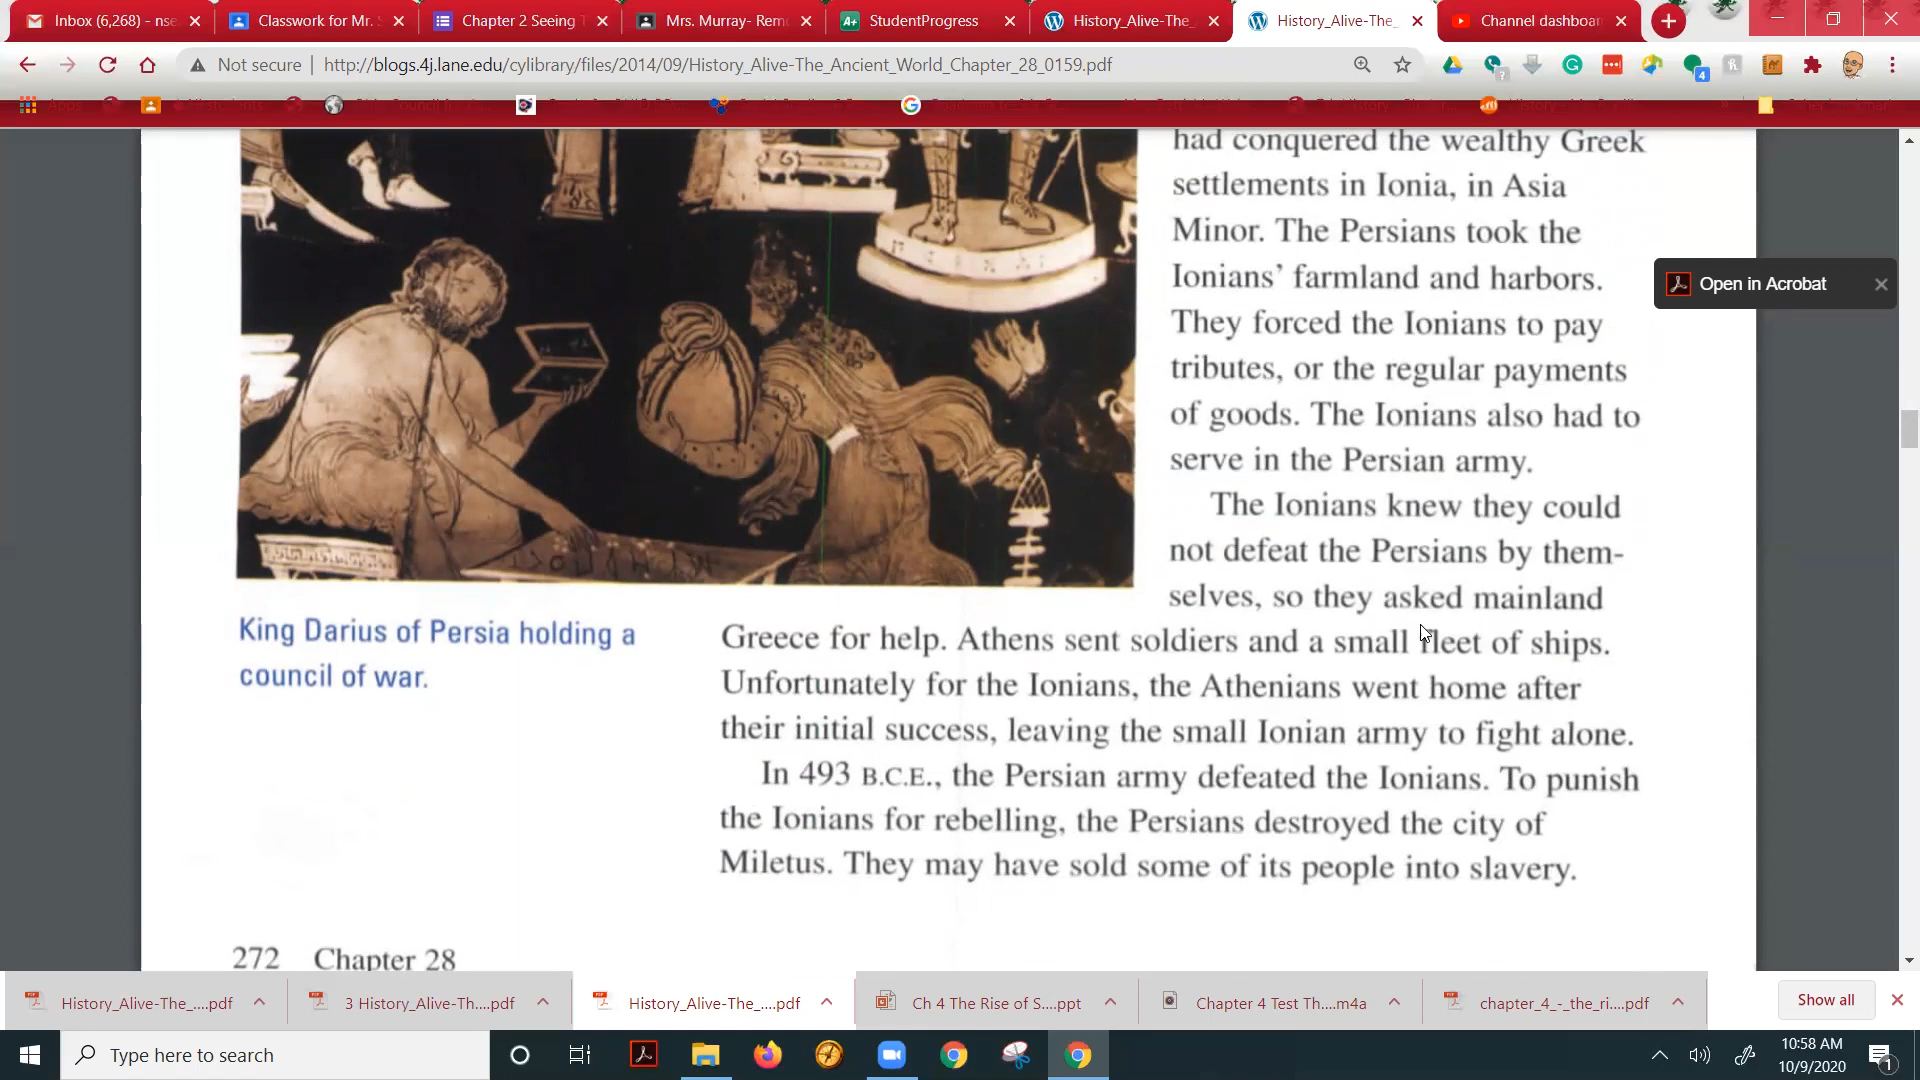 Inbox (6,268) - nse
Classwork for Mr.
Chapter 2 Seeing T
Mrs. Murray- Remo
StudentProgress
History_Alive-The_
History_Alive-The_
Channel dashboar
Not secure | http://blogs.4j.lane.edu/cylibrary/files/2014/09/History_Alive-The_Ancient_World_Chapter_28_0159.pdf
Apps
had conquered the wealthy Greek
settlements in Ionia, in Asia
Minor. The Persians took the
Ionians’ farmland and harbors.
They forced the Ionians to pay
tributes, or the regular payments
of goods. The Ionians also had to
serve in the Persian army.
The Ionians knew they could
not defeat the Persians by them-
selves, so they asked mainland
Greece for help. Athens sent soldiers and a small fleet of ships.
Unfortunately for the Ionians, the Athenians went home after
their initial success, leaving the small Ionian army to fight alone.
In 493 B.C.E., the Persian army defeated the Ionians. To punish
the Ionians for rebelling, the Persians destroyed the city of
Miletus. They may have sold some of its people into slavery.
Open in Acrobat
King Darius of Persia holding a
council of war.
272 Chapter 28
History_Alive-The_....pdf
3 History_Alive-Th....pdf
History_Alive-The_....pdf
Ch 4 The Rise of S....ppt
Chapter 4 Test Th....m4a
chapter_4_-_the_ri....pdf
Show all
Type here to search
10:58 AM
10/9/2020